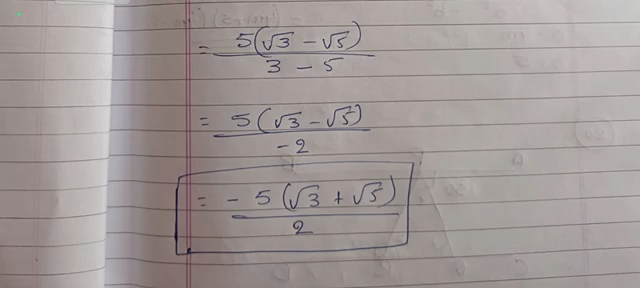 = 5(√3 - √5)
3 - 5
= 5(√3 - √5)
-2
= - 5(√3 + √5)
2